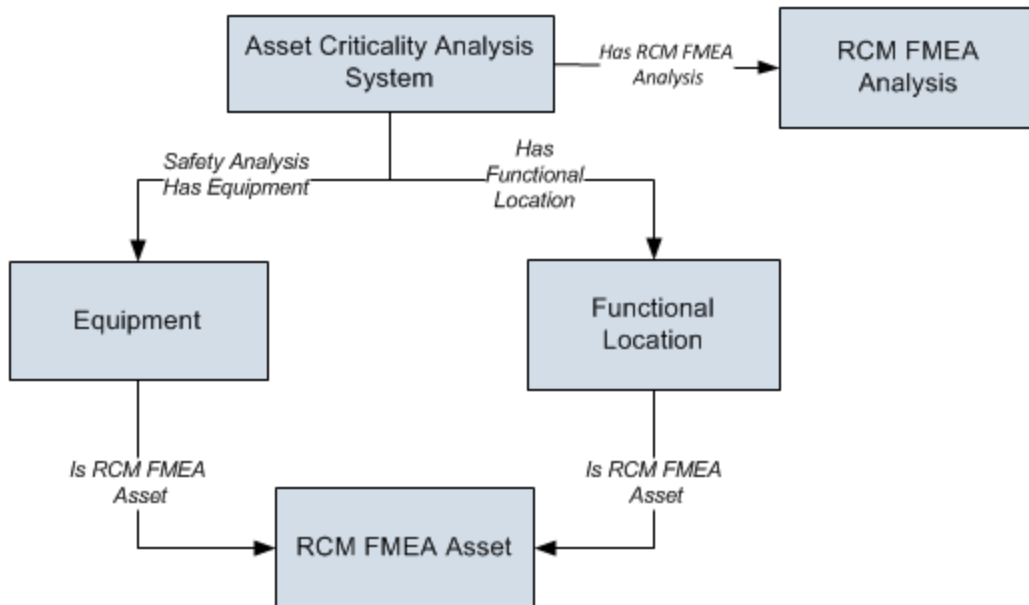 Asset Criticality Analysis
System
Has RCM FMEA
Analysis
RCM FMEA
Analysis
Safety Analysis
Has Equipment
Has
Functional
Location
Equipment
Functional
Location
Is RCM FMEA
Asset
Is RCM FMEA
Asset
RCM FMEA Asset